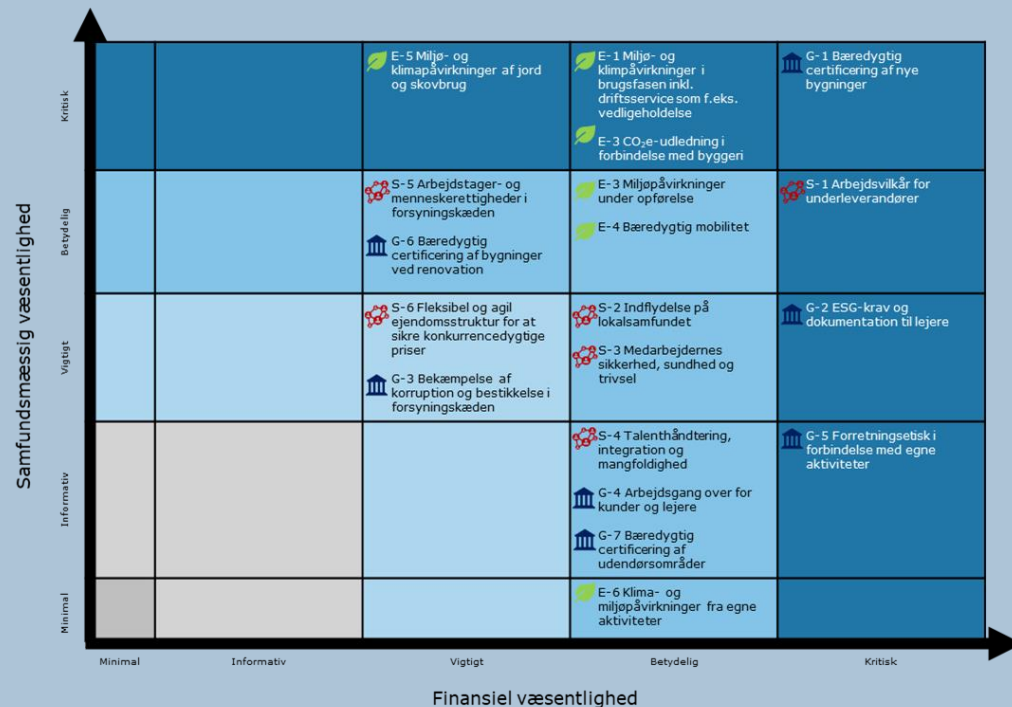 Samfundsmæssig væsentlighed
Kritisk
E-5 Miljø- og
klimapåvirkninger af jord
og skovbrug
E-1 Miljø- og
klimpåvirkninger i
brugsfasen inkl.
driftsservice som f.eks.
vedligeholdelse
E-3 CO₂e-udledning i
forbindelse med byggeri
G-1 Bæredygtig
certificering af nye
bygninger
Betydelig
S-5 Arbejdstager- og
menneskerettigheder i
forsyningskæden
G-6 Bæredygtig
certificering af bygninger
ved renovation
E-3 Miljøpåvirkninger
under opførelse
E-4 Bæredygtig mobilitet
S-1 Arbejdsvilkår for
underleverandører
Vigtigt
S-6 Fleksibel og agil
ejendomsstruktur for at
sikre konkurrencedygtige
priser
G-3 Bekæmpelse af
korruption og bestikkelse i
forsyningskæden
S-2 Indflydelse på
lokalsamfundet
S-3 Medarbejdernes
sikkerhed, sundhed og
trivsel
G-2 ESG-krav og
dokumentation til lejere
Informativ
S-4 Talenthåndtering,
integration og
mangfoldighed
G-4 Arbejdsgang over for
kunder og lejere
G-7 Bæredygtig
certificering af
udendørsområder
G-5 Forretningsetisk i
forbindelse med egne
aktiviteter
Minimal
E-6 Klima- og
miljøpåvirkninger fra egne
aktiviteter
Minimal
Informativ
Vigtigt
Betydelig
Kritisk
Finansiel væsentlighed